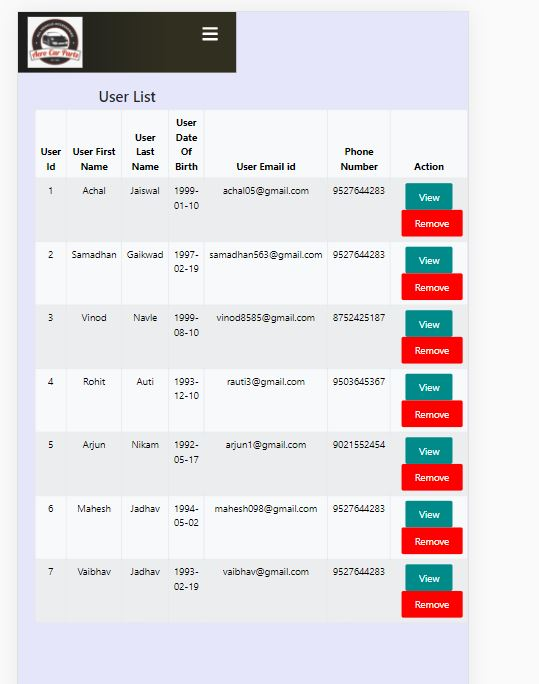 Aero Car Parts
User List
User Id User First Name User Last Name User Date Of Birth User Email id Phone Number Action
1 Achal Jaiswal 1999-01-10 achal05@gmail.com 9527644283 View Remove
2 Samadhan Gaikwad 1997-02-19 samadhan563@gmail.com 9527644283 View Remove
3 Vinod Navle 1999-08-10 vinod8585@gmail.com 8752425187 View Remove
4 Rohit Auti 1993-12-10 rauti3@gmail.com 9503645367 View Remove
5 Arjun Nikam 1992-05-17 arjun1@gmail.com 9021552454 View Remove
6 Mahesh Jadhav 1994-05-02 mahesh098@gmail.com 9527644283 View Remove
7 Vaibhav Jadhav 1993-02-19 vaibhav@gmail.com 9527644283 View Remove